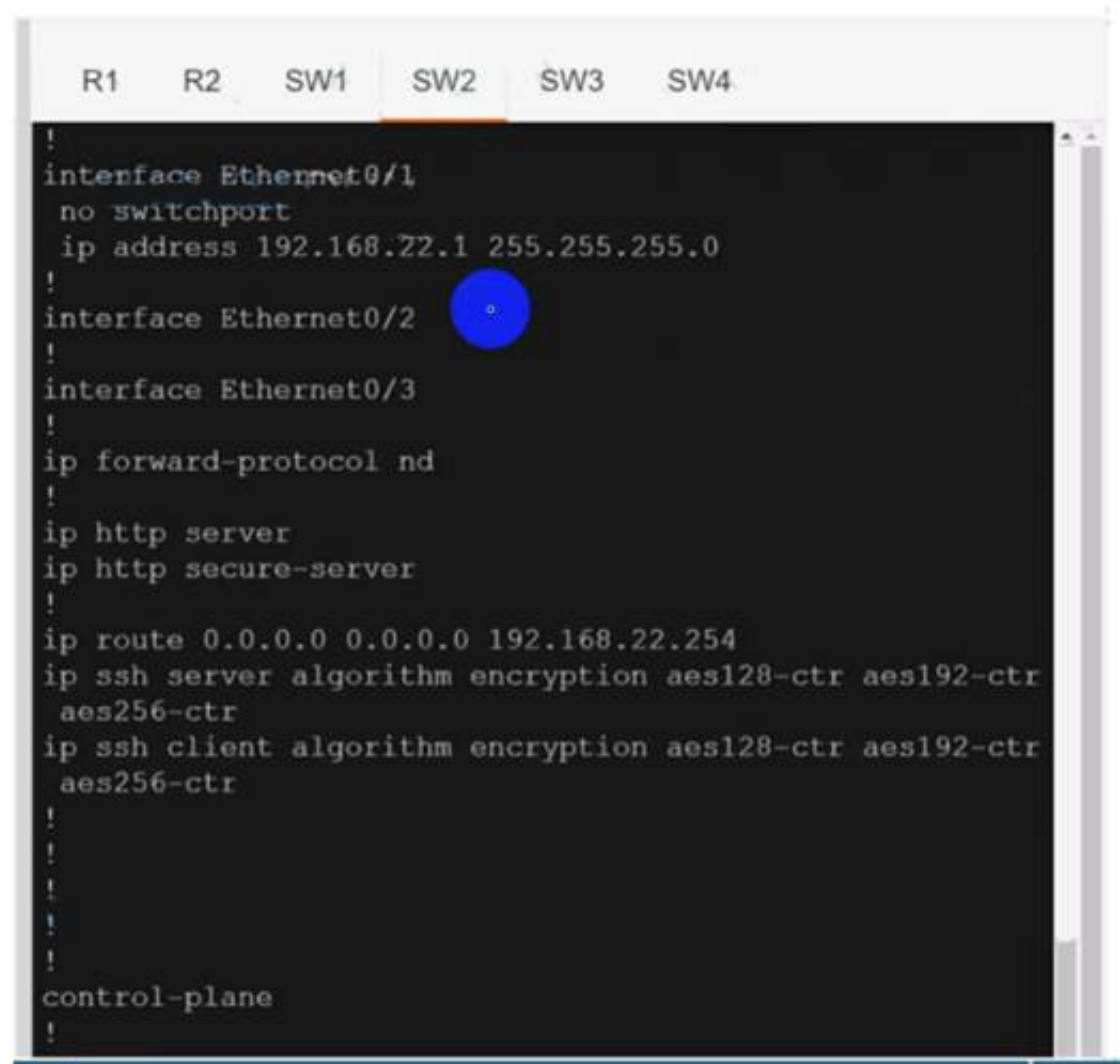 R1 R2 SW1 SW2 SW3 SW4
!
interface Ethernet0/1
 no switchport
 ip address 192.168.22.1 255.255.255.0
!
interface Ethernet0/2
!
interface Ethernet0/3
!
ip forward-protocol nd
!
ip http server
ip http secure-server
!
ip route 0.0.0.0 0.0.0.0 192.168.22.254
ip ssh server algorithm encryption aes128-ctr aes192-ctr
 aes256-ctr
ip ssh client algorithm encryption aes128-ctr aes192-ctr
 aes256-ctr
!
!
!
!
!
control-plane
!